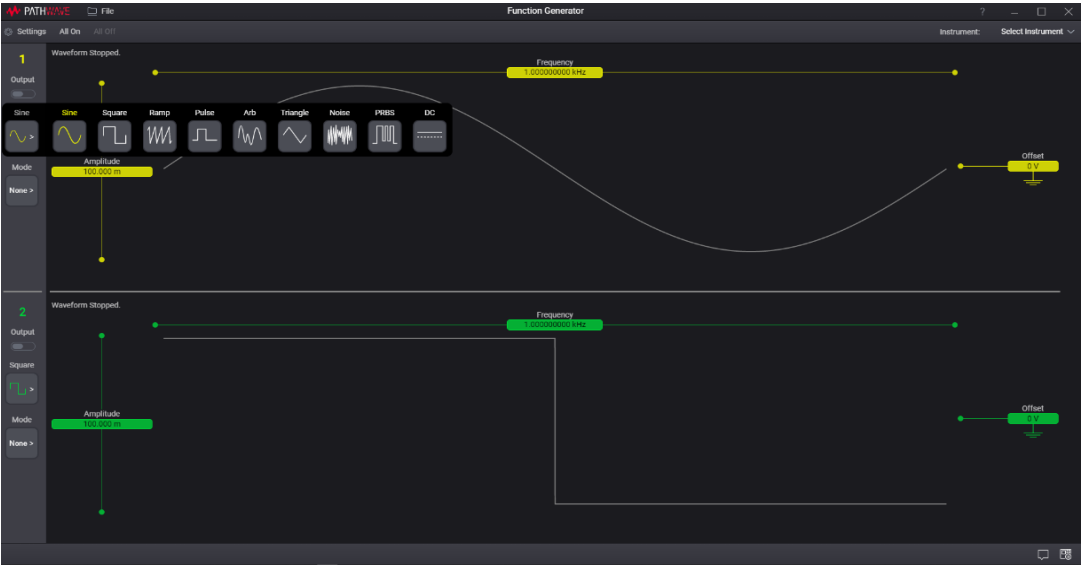 PATHWAVE File Function Generator ?
Settings All On All Off Instrument: Select Instrument
1
Waveform Stopped.
Output
Frequency
1.000000000 kHz
Sine Sine Square Ramp Pulse Arb Triangle Noise PRBS DC
>
Mode
None >
Amplitude
100.000 m
Offset
0 V
2
Waveform Stopped.
Output
Frequency
1.000000000 kHz
Square
>
Mode
None >
Amplitude
100.000 m
Offset
0 V